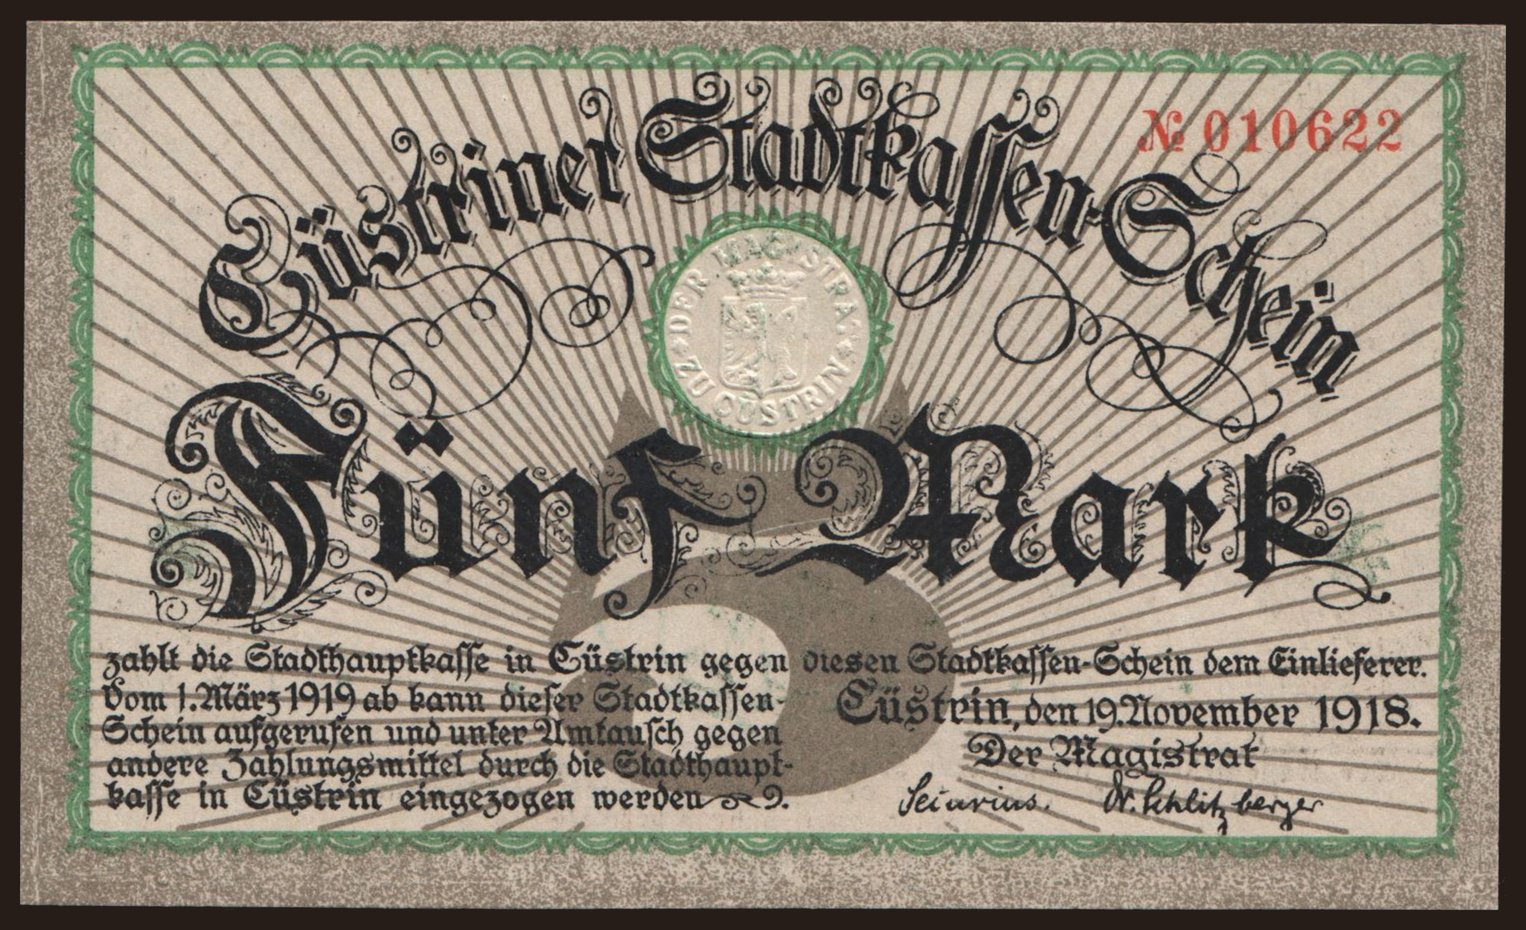 № 010622
Cüstriner Stadtkassen-Schein
DER MAGISTRAT ZU CÜSTRIN
Fünf Mark
zahlt die Stadthauptkasse in Cüstrin gegen diesen Stadtkassen-Schein dem Einlieferer.
Vom 1. März 1919 ab kann dieser Stadtkassen-
Schein aufgerufen und unter Umtausch gegen
andere Zahlungsmittel durch die Stadthaupt-
kasse in Cüstrin eingezogen werden
Cüstrin, den 19. November 1918.
Der Magistrat
5